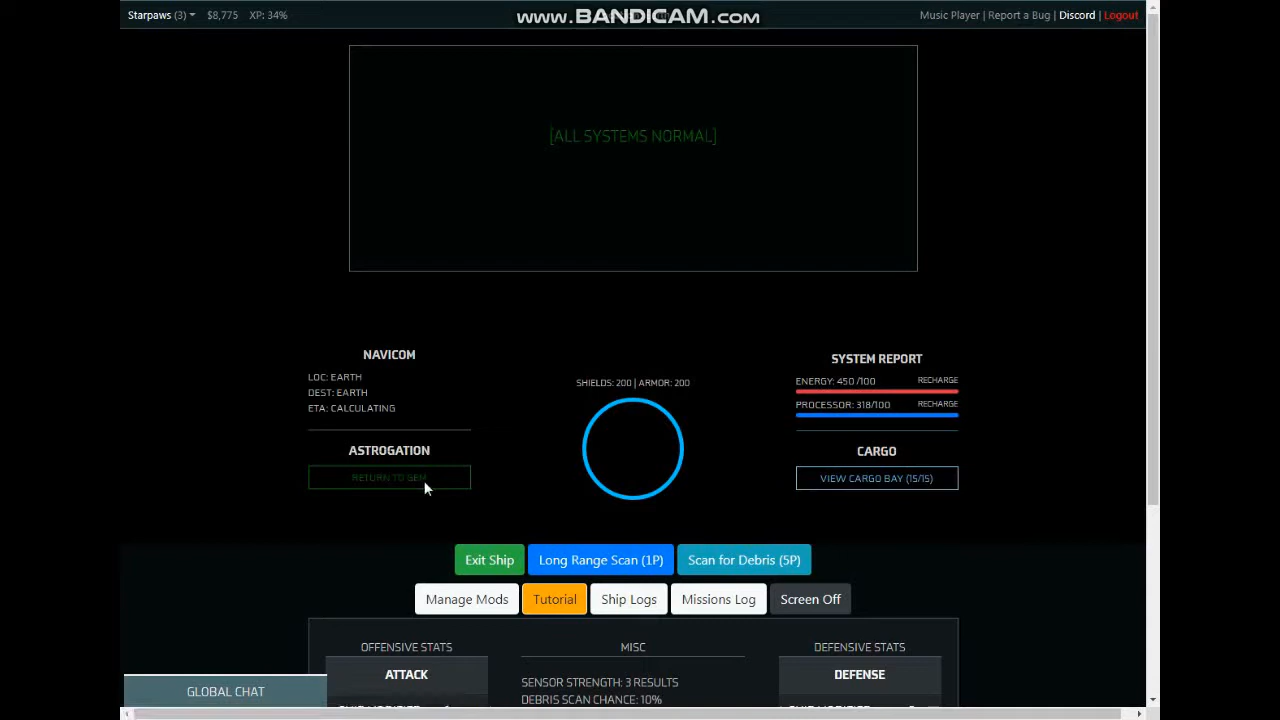 Starpaws (3) $8,775 XP: 34%
www.BANDICAM.com
Music Player | Report a Bug | Discord | Logout
[ALL SYSTEMS NORMAL]
NAVICOM
LOC: EARTH
DEST: EARTH
ETA: CALCULATING
ASTROGATION
RETURN TO GEM
SHIELDS: 200 | ARMOR: 200
SYSTEM REPORT
ENERGY: 450 /100 RECHARGE
PROCESSOR: 318/100 RECHARGE
CARGO
VIEW CARGO BAY (15/15)
Exit Ship Long Range Scan (1P) Scan for Debris (5P)
Manage Mods Tutorial Ship Logs Missions Log Screen Off
OFFENSIVE STATS MISC DEFENSIVE STATS
ATTACK DEFENSE
SENSOR STRENGTH: 3 RESULTS
DEBRIS SCAN CHANCE: 10%
GLOBAL CHAT